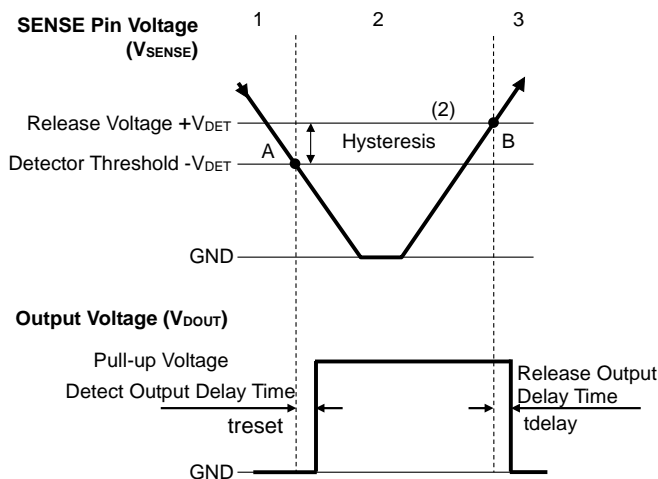 SENSE Pin Voltage
(VSENSE)
1
2
3
Release Voltage +VDET
(2)
A
Hysteresis
B
Detector Threshold -VDET
GND
Output Voltage (VDOUT)
Pull-up Voltage
Detect Output Delay Time
treset
Release Output
Delay Time
tdelay
GND